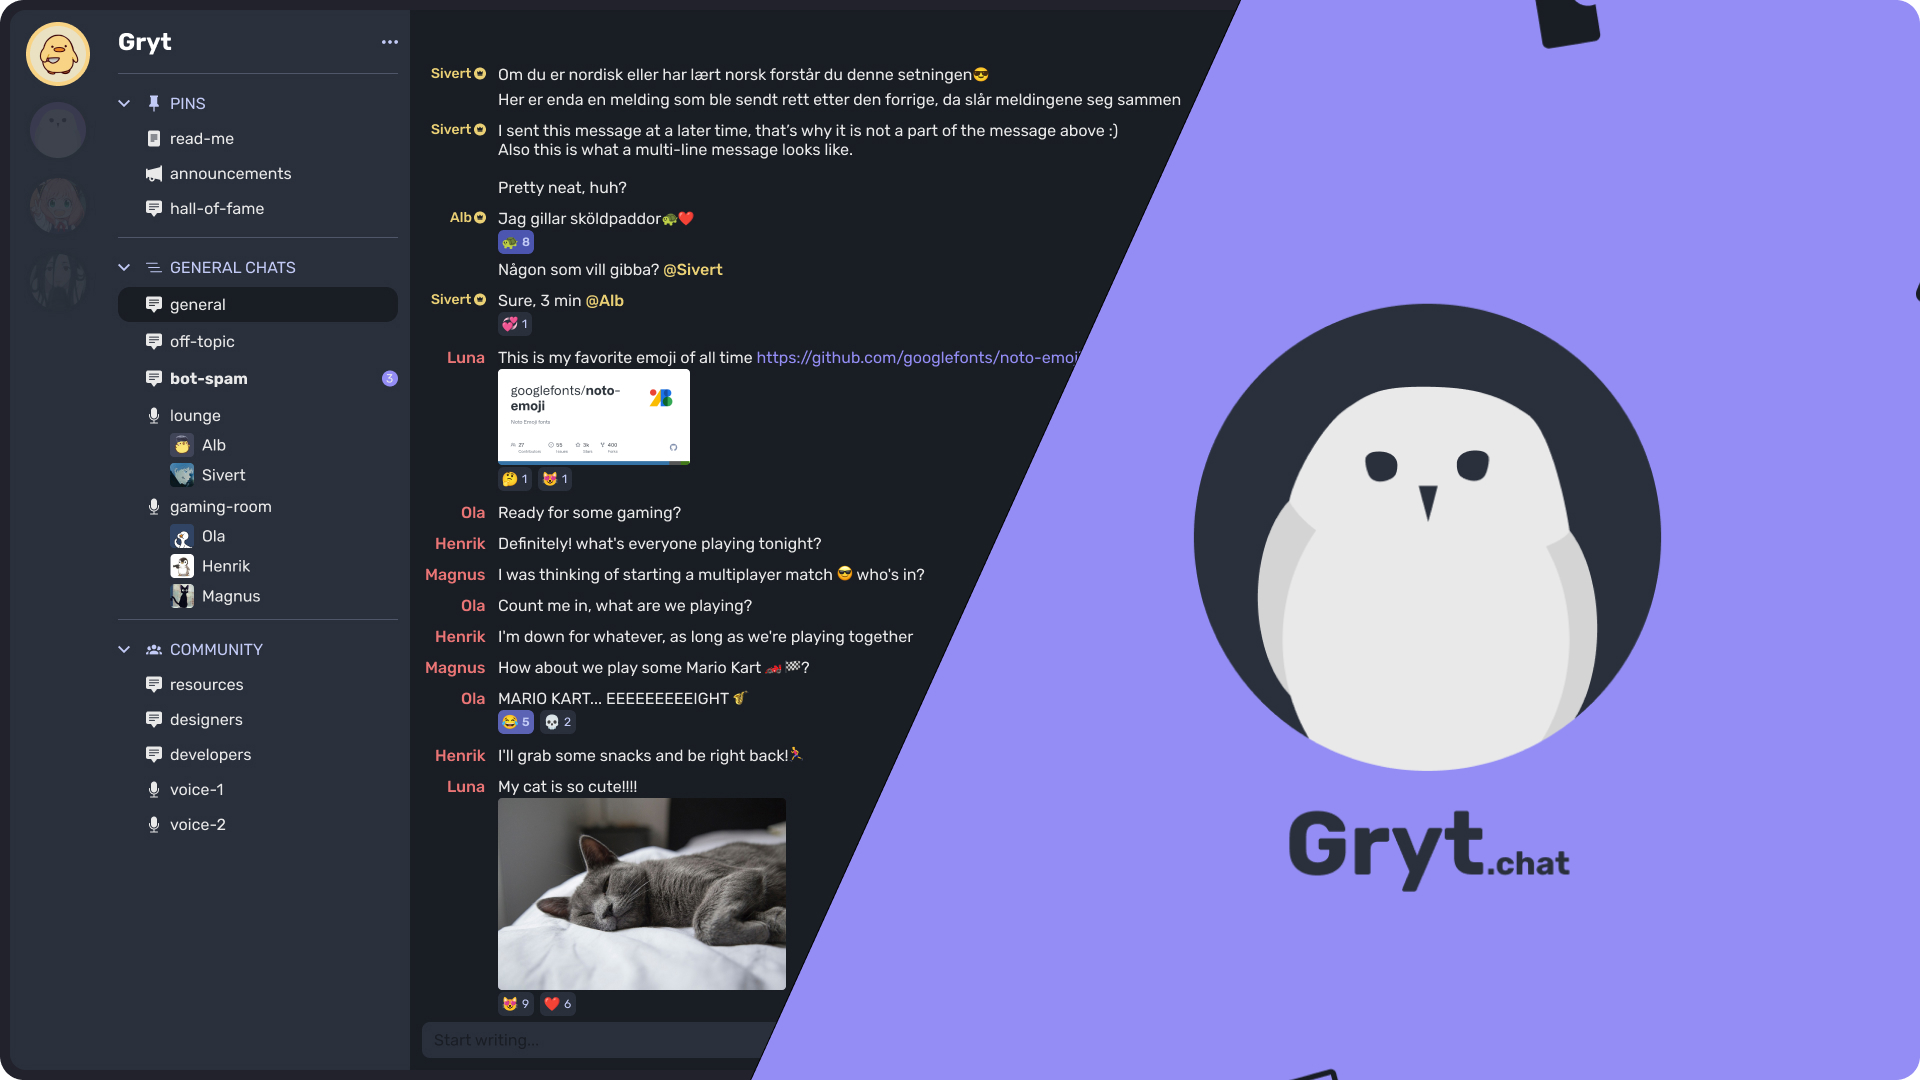 Gryt
PINS
read-me
announcements
hall-of-fame
GENERAL CHATS
general
off-topic
bot-spam 3
lounge
Alb
Sivert
gaming-room
Ola
Henrik
Magnus
COMMUNITY
resources
designers
developers
voice-1
voice-2
Sivert Om du er nordisk eller har lært norsk forstår du denne setningen😎
Her er enda en melding som ble sendt rett etter den forrige, da slår meldingene seg sammen
Sivert I sent this message at a later time, that's why it is not a part of the message above :)
Also this is what a multi-line message looks like.
Pretty neat, huh?
Alb Jag gillar sköldpaddor🐢❤️
🐢 8
Någon som vill gibba? @Sivert
Sivert Sure, 3 min @Alb
💞 1
Luna This is my favorite emoji of all time https://github.com/googlefonts/noto-emoji
googlefonts/noto-
emoji
Noto Emoji fonts
27 55 3k 400
🤔 1 😻 1
Ola Ready for some gaming?
Henrik Definitely! what's everyone playing tonight?
Magnus I was thinking of starting a multiplayer match 😎 who's in?
Ola Count me in, what are we playing?
Henrik I'm down for whatever, as long as we're playing together
Magnus How about we play some Mario Kart 🏎️ 🏁?
Ola MARIO KART... EEEEEEEEEIGHT 🎷
😂 5 💀 2
Henrik I'll grab some snacks and be right back!🏃
Luna My cat is so cute!!!!
😻 9 ❤️ 6
Start writing...
Gryt.chat